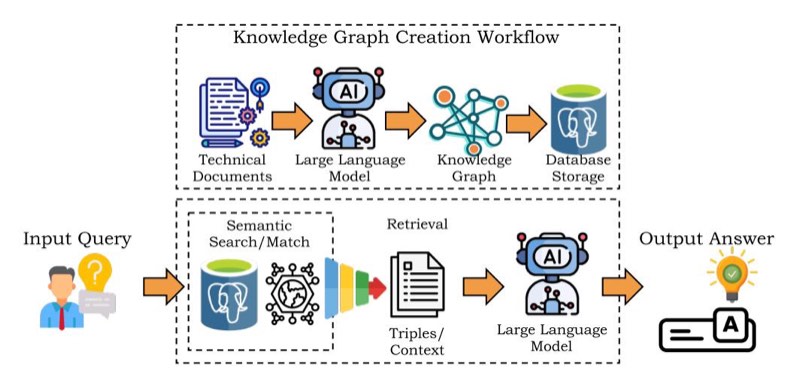 Knowledge Graph Creation Workflow
AI
Technical
Documents
Large Language
Model
Knowledge
Graph
Database
Storage
Input Query
Semantic
Search/Match
Retrieval
Triples/
Context
AI
Large Language
Model
Output Answer
A
?